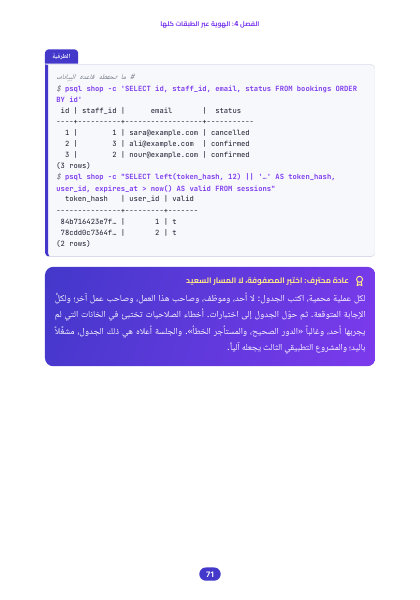 الفصل 4: الهوية عبر الطبقات كلها
الطرفية
# ما تحفظه قاعدة البيانات
$ psql shop -c 'SELECT id, staff_id, email, status FROM bookings ORDER
BY id'
 id | staff_id |      email       |  status
----+----------+------------------+-----------
  1 |        1 | sara@example.com | cancelled
  2 |        3 | ali@example.com  | confirmed
  3 |        2 | nour@example.com | confirmed
(3 rows)
$ psql shop -c "SELECT left(token_hash, 12) || '…' AS token_hash,
user_id, expires_at > now() AS valid FROM sessions"
  token_hash   | user_id | valid
---------------+---------+-------
 84b716423e7f… |       1 | t
 78cdd0c7364f… |       2 | t
(2 rows)
عادة محترف: اختبر المصفوفة، لا المسار السعيد
لكل عملية محمية، اكتب الجدول: لا أحد، وموظف، وصاحب هذا العمل، وصاحب عمل آخر؛ ولكلٍّ
الإجابة المتوقعة. ثم حوّل الجدول إلى اختبارات. أخطاء الصلاحيات تختبئ في الخانات التي لم
يجربها أحد، وغالباً «الدور الصحيح، والمستأجر الخطأ». والجلسة أعلاه هي ذلك الجدول، مشغّلاً
باليد؛ والمشروع التطبيقي الثالث يجعله آلياً.
71